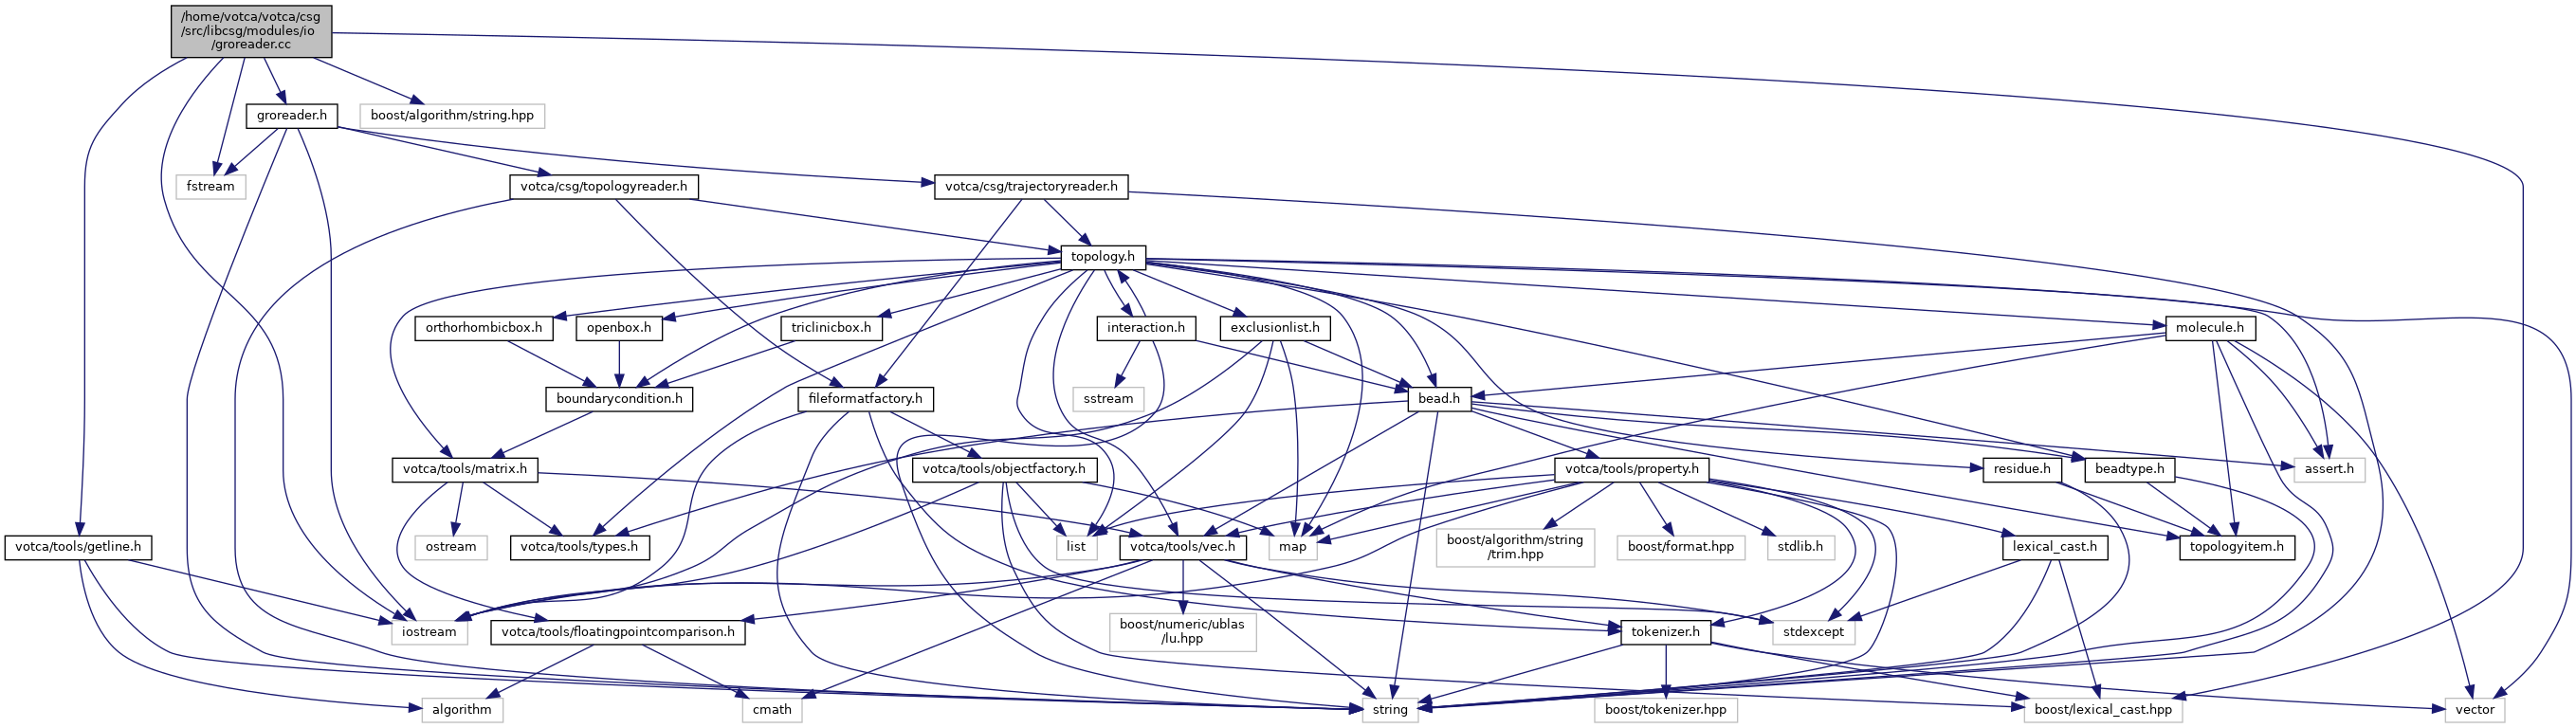 /home/votca/votca/csg
/src/libcsg/modules/io
/groreader.cc
groreader.h
boost/algorithm/string.hpp
fstream
votca/csg/topologyreader.h
votca/csg/trajectoryreader.h
topology.h
orthorhombicbox.h
openbox.h
triclinicbox.h
interaction.h
exclusionlist.h
molecule.h
boundarycondition.h
fileformatfactory.h
sstream
bead.h
votca/tools/matrix.h
votca/tools/objectfactory.h
votca/tools/property.h
residue.h
beadtype.h
assert.h
votca/tools/getline.h
ostream
votca/tools/types.h
list
votca/tools/vec.h
map
boost/algorithm/string
/trim.hpp
boost/format.hpp
stdlib.h
lexical_cast.h
topologyitem.h
iostream
votca/tools/floatingpointcomparison.h
boost/numeric/ublas
/lu.hpp
tokenizer.h
stdexcept
algorithm
cmath
string
boost/tokenizer.hpp
boost/lexical_cast.hpp
vector